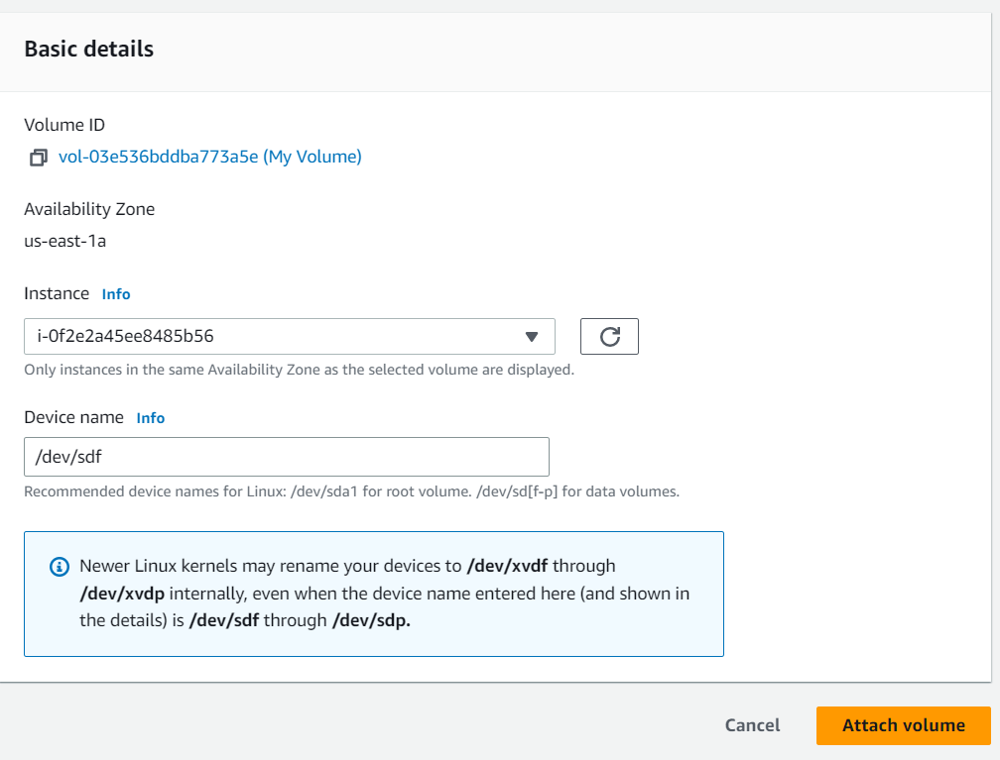 Basic details
Volume ID
vol-03e536bddba773a5e (My Volume)
Availability Zone
us-east-1a
Instance Info
i-0f2e2a45ee8485b56
Only instances in the same Availability Zone as the selected volume are displayed.
Device name Info
/dev/sdf
Recommended device names for Linux: /dev/sda1 for root volume. /dev/sd[f-p] for data volumes.
Newer Linux kernels may rename your devices to /dev/xvdf through
/dev/xvdp internally, even when the device name entered here (and shown in
the details) is /dev/sdf through /dev/sdp.
Cancel
Attach volume